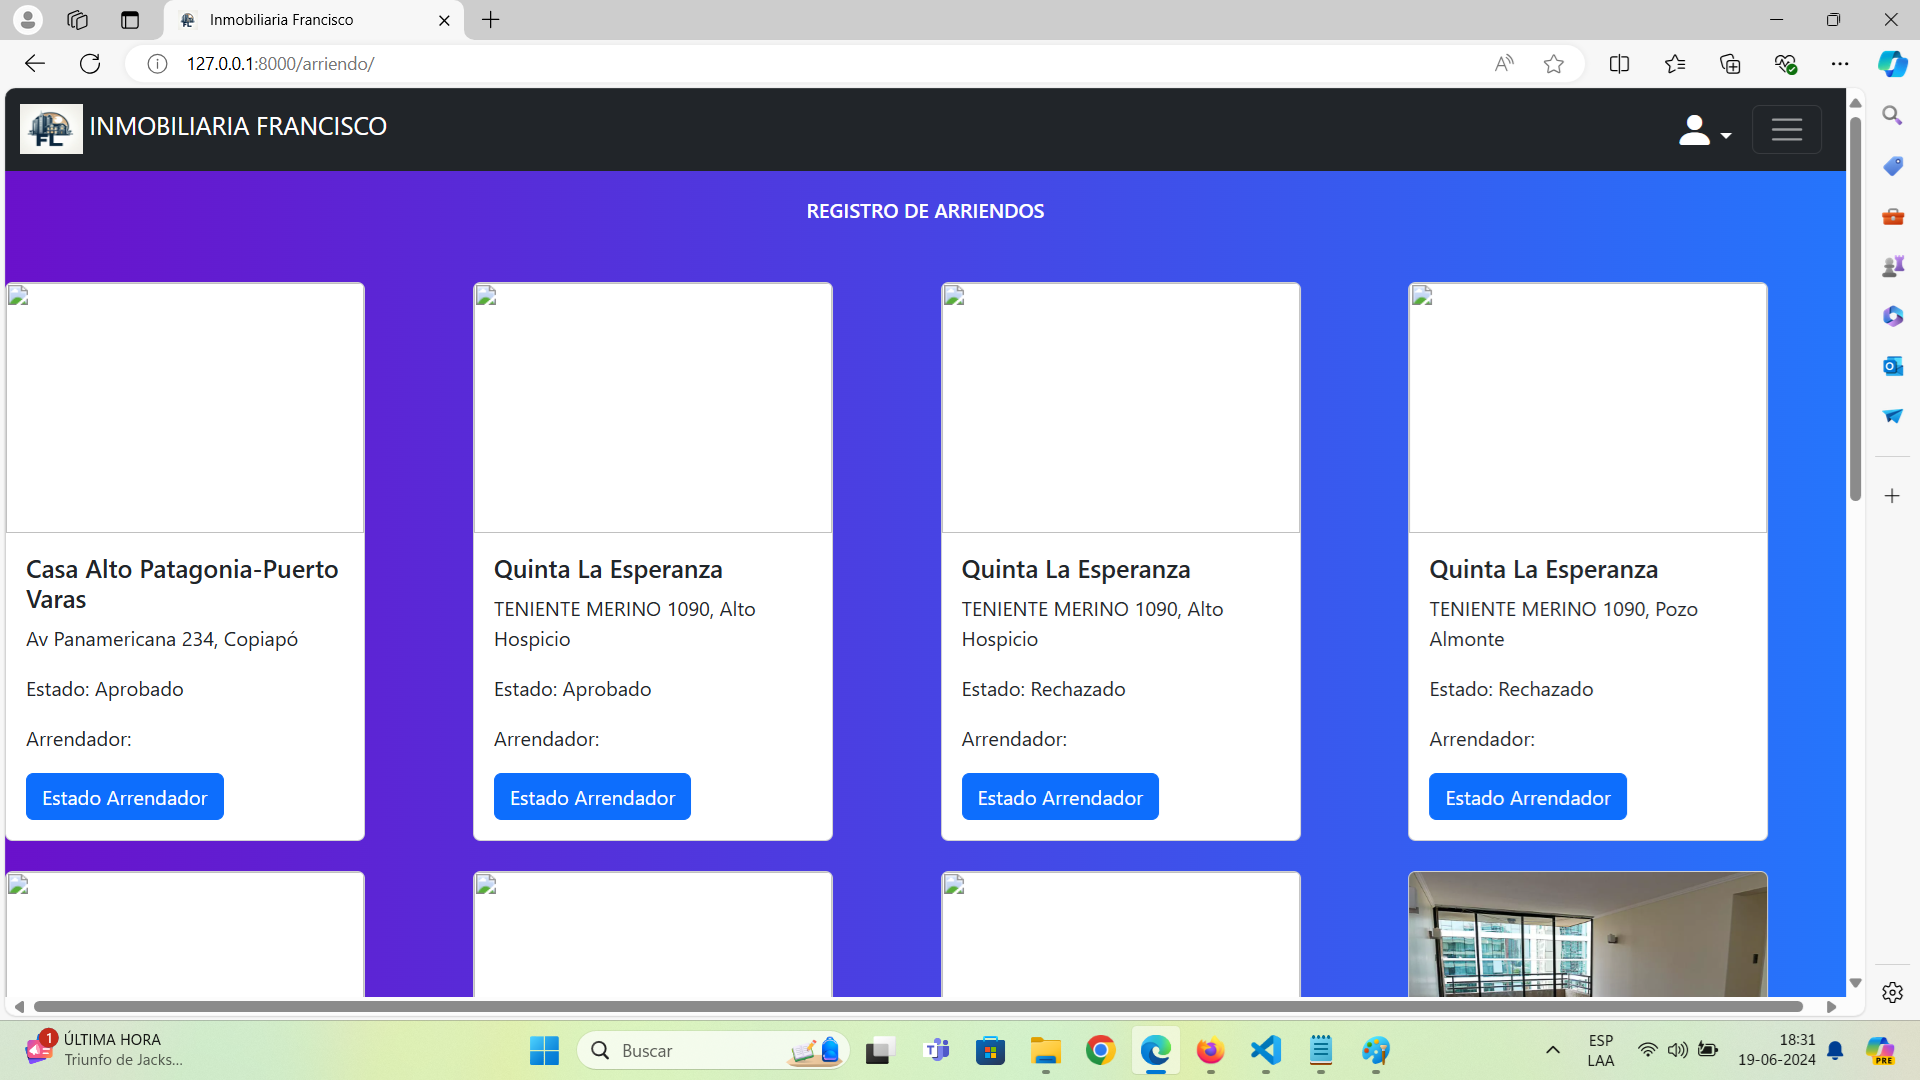 Inmobiliaria Francisco
127.0.0.1:8000/arriendo/
FL
INMOBILIARIA FRANCISCO
REGISTRO DE ARRIENDOS
Casa Alto Patagonia-Puerto
Varas
Av Panamericana 234, Copiapó
Estado: Aprobado
Arrendador:
Estado Arrendador
Quinta La Esperanza
TENIENTE MERINO 1090, Alto
Hospicio
Estado: Aprobado
Arrendador:
Estado Arrendador
Quinta La Esperanza
TENIENTE MERINO 1090, Alto
Hospicio
Estado: Rechazado
Arrendador:
Estado Arrendador
Quinta La Esperanza
TENIENTE MERINO 1090, Pozo
Almonte
Estado: Rechazado
Arrendador:
Estado Arrendador
1
ÚLTIMA HORA
Triunfo de Jacks...
Buscar
ESP
LAA
18:31
19-06-2024
PRE